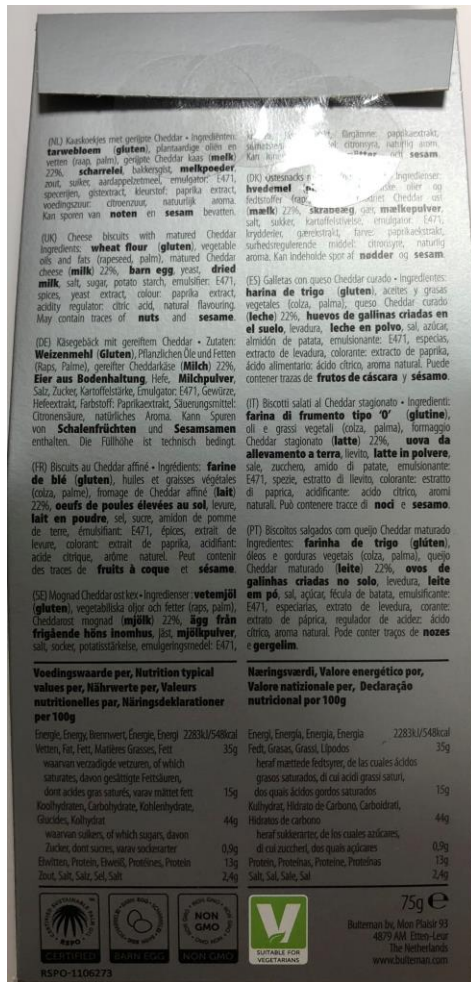 (NL) Kaaskoekjes met gerijpte Cheddar • Ingrediënten:
tarwebloem (gluten), plantaardige oliën en
vetten (raap, palm), gerijpte Cheddar kaas (melk)
22%, scharrelei, bakkersgist, melkpoeder,
zout, suiker, aardappelzetmeel, emulgator: E471,
specerijen, gistextract, kleurstof: paprika extract,
voedingszuur: citroenzuur, natuurlijk aroma.
Kan sporen van noten en sesam bevatten.
(UK) Cheese biscuits with matured Cheddar
Ingredients: wheat flour (gluten), vegetable
oils and fats (rapeseed, palm), matured Cheddar
cheese (milk) 22%, barn egg, yeast, dried
milk, salt, sugar, potato starch, emulsifier: E471,
spices, yeast extract, colour: paprika extract,
acidity regulator: citric acid, natural flavouring.
May contain traces of nuts and sesame.
(DE) Käsegebäck mit gereiftem Cheddar • Zutaten:
Weizenmehl (Gluten), Pflanzlichen Öle und Fetten
(Raps, Palme), gereifter Cheddarkäse (Milch) 22%,
Eier aus Bodenhaltung, Hefe, Milchpulver,
Salz, Zucker, Kartoffelstärke, Emulgator: E471, Gewürze,
Hefeextrakt, Farbstoff: Paprikaextrakt, Säuerungsmittel:
Citronensäure, natürliches Aroma. Kann Spuren
von Schalenfrüchten und Sesamsamen
enthalten. Die Füllhöhe ist technisch bedingt.
(FR) Biscuits au Cheddar affiné • Ingrédients: farine
de blé (gluten), huiles et graisses végétales
(colza, palme), fromage de Cheddar affiné (lait)
22%, oeufs de poules élevées au sol, levure,
lait en poudre, sel, sucre, amidon de pomme
de terre, émulsifiant: E471, épices, extrait de
levure, colorant: extrait de paprika, acidifiant:
acide citrique, arôme naturel. Peut contenir
des traces de fruits à coque et sésame.
(SE) Mognad Cheddar ost kex • Ingredienser: vetemjöl
(gluten), vegetabiliska oljor och fetter (raps, palm),
Cheddarost mognad (mjölk) 22%, ägg från
frigående höns inomhus, jäst, mjölkpulver,
salt, socker, potatisstärkelse, emulgeringsmedel: E471,
färgämne: paprikaextrakt,
citronsyra, naturlig arom.
Kan och sesam.
(DK) Ostesnacks Ingredienser:
hvedemel olier og
fedtstoffer Cheddar ost
(mælk) 22%, skrabeæg, gær, mælkepulver,
salt, sukker, kartoffelstivelse, emulgator: E471,
krydderier, gærekstrakt, farve: paprikaekstrakt,
surhedsregulerende middel: citronsyre, naturlig
aroma. Kan indeholde spor af nødder og sesam.
(ES) Galletas con queso Cheddar curado • Ingredientes:
harina de trigo (gluten), aceites y grasas
vegetales (colza, palma), queso Cheddar curado
(leche) 22%, huevos de gallinas criadas en
el suelo, levadura, leche en polvo, sal, azúcar,
almidón de patata, emulsionante: E471, especias,
extracto de levadura, colorante: extracto de paprika,
ácido alimentario: ácido cítrico, aroma natural. Puede
contener trazas de frutos de cáscara y sésamo.
(IT) Biscotti salati al Cheddar stagionato • Ingredienti:
farina di frumento tipo '0' (glutine),
oli e grassi vegetali (colza, palma), formaggio
Cheddar stagionato (latte) 22%, uova da
allevamento a terra, lievito, latte in polvere,
sale, zucchero, amido di patate, emulsionante:
E471, spezie, estratto di lievito, colorante: estratto
di paprica, acidificante: acido citrico, aromi
naturali. Può contenere tracce di noci e sesamo.
(PT) Biscoitos salgados com queijo Cheddar maturado
Ingredientes: farinha de trigo (glúten),
óleos e gorduras vegetais (colza, palma), queijo
Cheddar maturado (leite) 22%, ovos de
galinhas criadas no solo, levedura, leite
em pó, sal, açúcar, fécula de batata, emulsificante:
E471, especiarias, extrato de levedura, corante:
extrato de páprica, regulador de acidez: ácido
cítrico, aroma natural. Pode conter traços de nozes
e gergelim.
Voedingswaarde per, Nutrition typical
values per, Nährwerte per, Valeurs
nutritionelles par, Näringsdeklarationer
per 100g
Energie, Energy, Brennwert, Énergie, Energi 2283kJ/548kcal
Vetten, Fat, Fett, Matières Grasses, Fett 35g
waarvan verzadigde vetzuren, of which
saturates, davon gesättigte Fettsäuren,
dont acides gras saturés, varav mättet fett 15g
Koolhydraten, Carbohydrate, Kohlenhydrate,
Glucides, Kolhydrat 44g
waarvan suikers, of which sugars, davon
Zucker, dont sucres, varav sockerarter 0,9g
Eiwitten, Protein, Eiweiß, Protéines, Protein 13g
Zout, Salt, Salz, Sel, Salt 2,4g
Næringsværdi, Valore energético por,
Valore natizionale per, Declaração
nutricional por 100g
Energi, Energía, Energia, Energia 2283kJ/548kcal
Fedt, Grasas, Grassi, Lípodos 35g
heraf mættede fedtsyrer, de las cuales ácidos
grasos saturados, di cui acidi grassi saturi,
dos quais ácidos gordos saturados 15g
Kulhydrat, Hidrato de Carbono, Carboidrati,
Hidratos de carbono 44g
heraf sukkerarter, de los cuales azúcares,
di cui zuccheri, dos quais açúcares 0,9g
Protein, Proteínas, Proteine, Proteínas 13g
Salt, Sal, Sale, Sal 2,4g
75g e
Buiteman bv, Mon Plaisir 93
4879 AM Etten-Leur
The Netherlands
www.buiteman.com
CERTIFIED SUSTAINABLE PALM OIL
RSPO
CERTIFIED
BARN EGG
NON
GMO
NON GMO
V
SUITABLE FOR
VEGETARIANS
RSPO-1106273